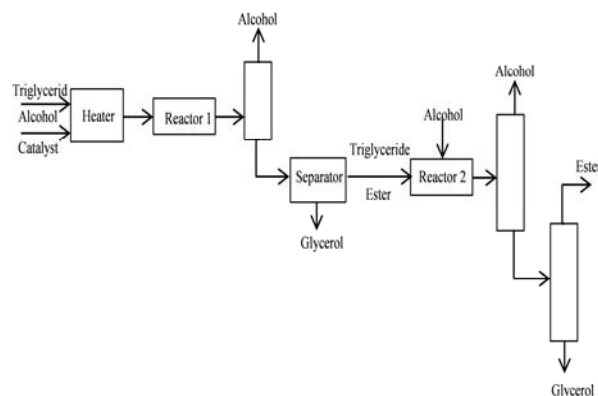 Alcohol
Triglycerid
Alcohol
Catalyst
Heater
Reactor 1
Alcohol
Alcohol
Triglyceride
Ester
Separator
Reactor 2
Ester
Glycerol
Glycerol